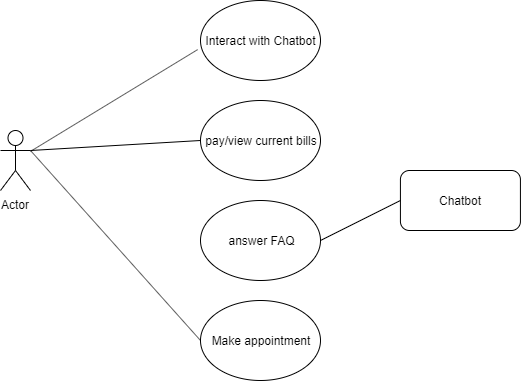 Interact with Chatbot
pay/view current bills
Actor
Chatbot
answer FAQ
Make appointment